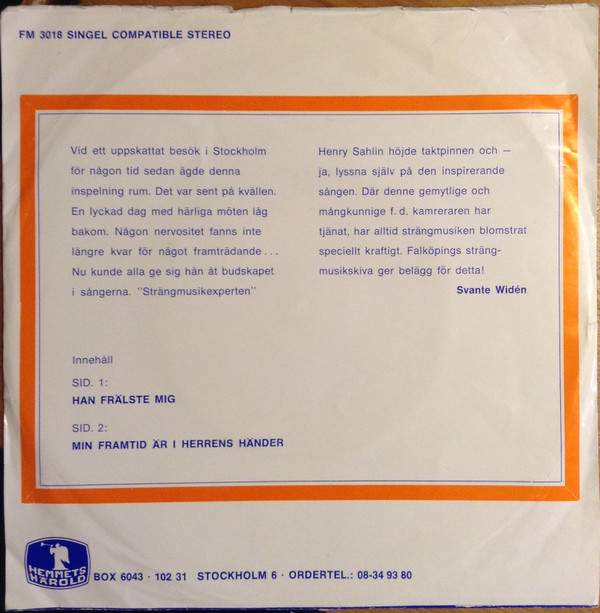 FM 3018 SINGEL COMPATIBLE STEREO
Vid ett uppskattat besök i Stockholm
för någon tid sedan ägde denna
inspelning rum. Det var sent på kvällen.
En lyckad dag med härliga möten låg
bakom. Någon nervositet fanns inte
längre kvar för något framträdande...
Nu kunde alla ge sig hän åt budskapet
i sångerna. "Strängmusikexperten"
Henry Sahlin höjde taktpinnen och –
ja, lyssna själv på den inspirerande
sången. Där denne gemytlige och
mångkunnige f. d. kamreraren har
tjänat, har alltid strängmusiken blomstrat
speciellt kraftigt. Falköpings sträng-
musikskiva ger belägg för detta!
Svante Widén
Innehåll
SID. 1:
HAN FRÄLSTE MIG
SID. 2:
MIN FRAMTID ÄR I HERRENS HÄNDER
HEMMETS
HÄROLD
BOX 6043 · 102 31 STOCKHOLM 6 · ORDERTEL.: 08-34 93 80